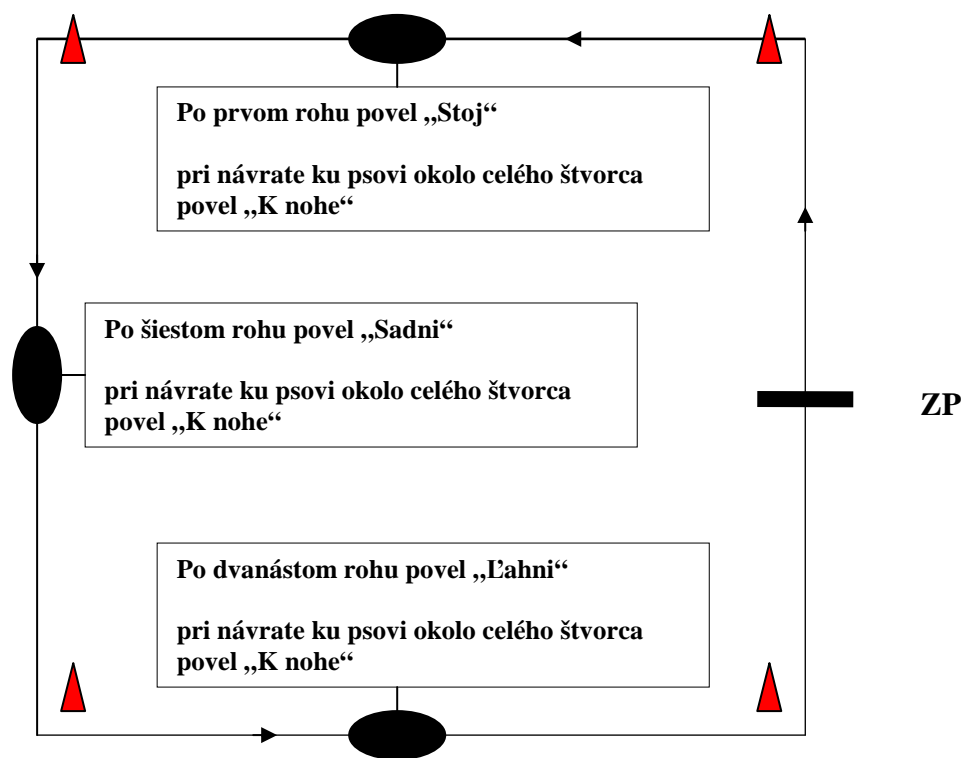 Po prvom rohu povel „Stoj“
pri návrate ku psovi okolo celého štvorca
povel „K nohe“
Po šiestom rohu povel „Sadni“
pri návrate ku psovi okolo celého štvorca
povel „K nohe“
ZP
Po dvanástom rohu povel „Ľahni“
pri návrate ku psovi okolo celého štvorca
povel „K nohe“